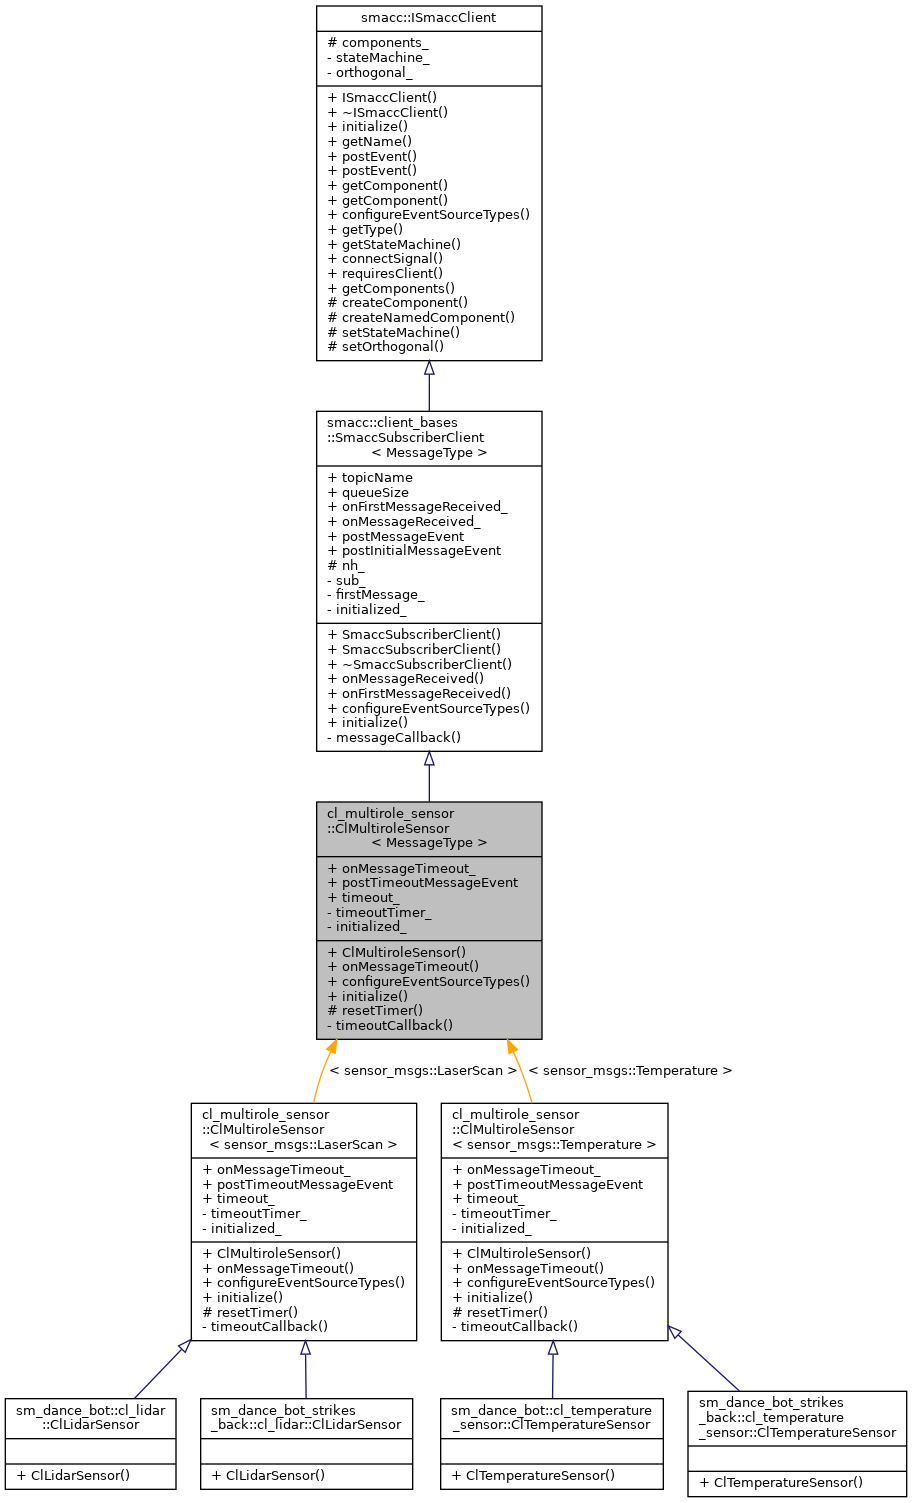 smacc::ISmaccClient
# components_
- stateMachine_
- orthogonal_
+ ISmaccClient()
+ ~ISmaccClient()
+ initialize()
+ getName()
+ postEvent()
+ postEvent()
+ getComponent()
+ getComponent()
+ configureEventSourceTypes()
+ getType()
+ getStateMachine()
+ connectSignal()
+ requiresClient()
+ getComponents()
# createComponent()
# createNamedComponent()
# setStateMachine()
# setOrthogonal()
smacc::client_bases
::SmaccSubscriberClient
< MessageType >
+ topicName
+ queueSize
+ onFirstMessageReceived_
+ onMessageReceived_
+ postMessageEvent
+ postInitialMessageEvent
# nh_
- sub_
- firstMessage_
- initialized_
+ SmaccSubscriberClient()
+ SmaccSubscriberClient()
+ ~SmaccSubscriberClient()
+ onMessageReceived()
+ onFirstMessageReceived()
+ configureEventSourceTypes()
+ initialize()
- messageCallback()
cl_multirole_sensor
::ClMultiroleSensor
< MessageType >
+ onMessageTimeout_
+ postTimeoutMessageEvent
+ timeout_
- timeoutTimer_
- initialized_
+ ClMultiroleSensor()
+ onMessageTimeout()
+ configureEventSourceTypes()
+ initialize()
# resetTimer()
- timeoutCallback()
< sensor_msgs::LaserScan >
< sensor_msgs::Temperature >
cl_multirole_sensor
::ClMultiroleSensor
< sensor_msgs::LaserScan >
+ onMessageTimeout_
+ postTimeoutMessageEvent
+ timeout_
- timeoutTimer_
- initialized_
+ ClMultiroleSensor()
+ onMessageTimeout()
+ configureEventSourceTypes()
+ initialize()
# resetTimer()
- timeoutCallback()
cl_multirole_sensor
::ClMultiroleSensor
< sensor_msgs::Temperature >
+ onMessageTimeout_
+ postTimeoutMessageEvent
+ timeout_
- timeoutTimer_
- initialized_
+ ClMultiroleSensor()
+ onMessageTimeout()
+ configureEventSourceTypes()
+ initialize()
# resetTimer()
- timeoutCallback()
sm_dance_bot::cl_lidar
::ClLidarSensor
+ ClLidarSensor()
sm_dance_bot_strikes
_back::cl_lidar::ClLidarSensor
+ ClLidarSensor()
sm_dance_bot::cl_temperature
_sensor::ClTemperatureSensor
+ ClTemperatureSensor()
sm_dance_bot_strikes
_back::cl_temperature
_sensor::ClTemperatureSensor
+ ClTemperatureSensor()